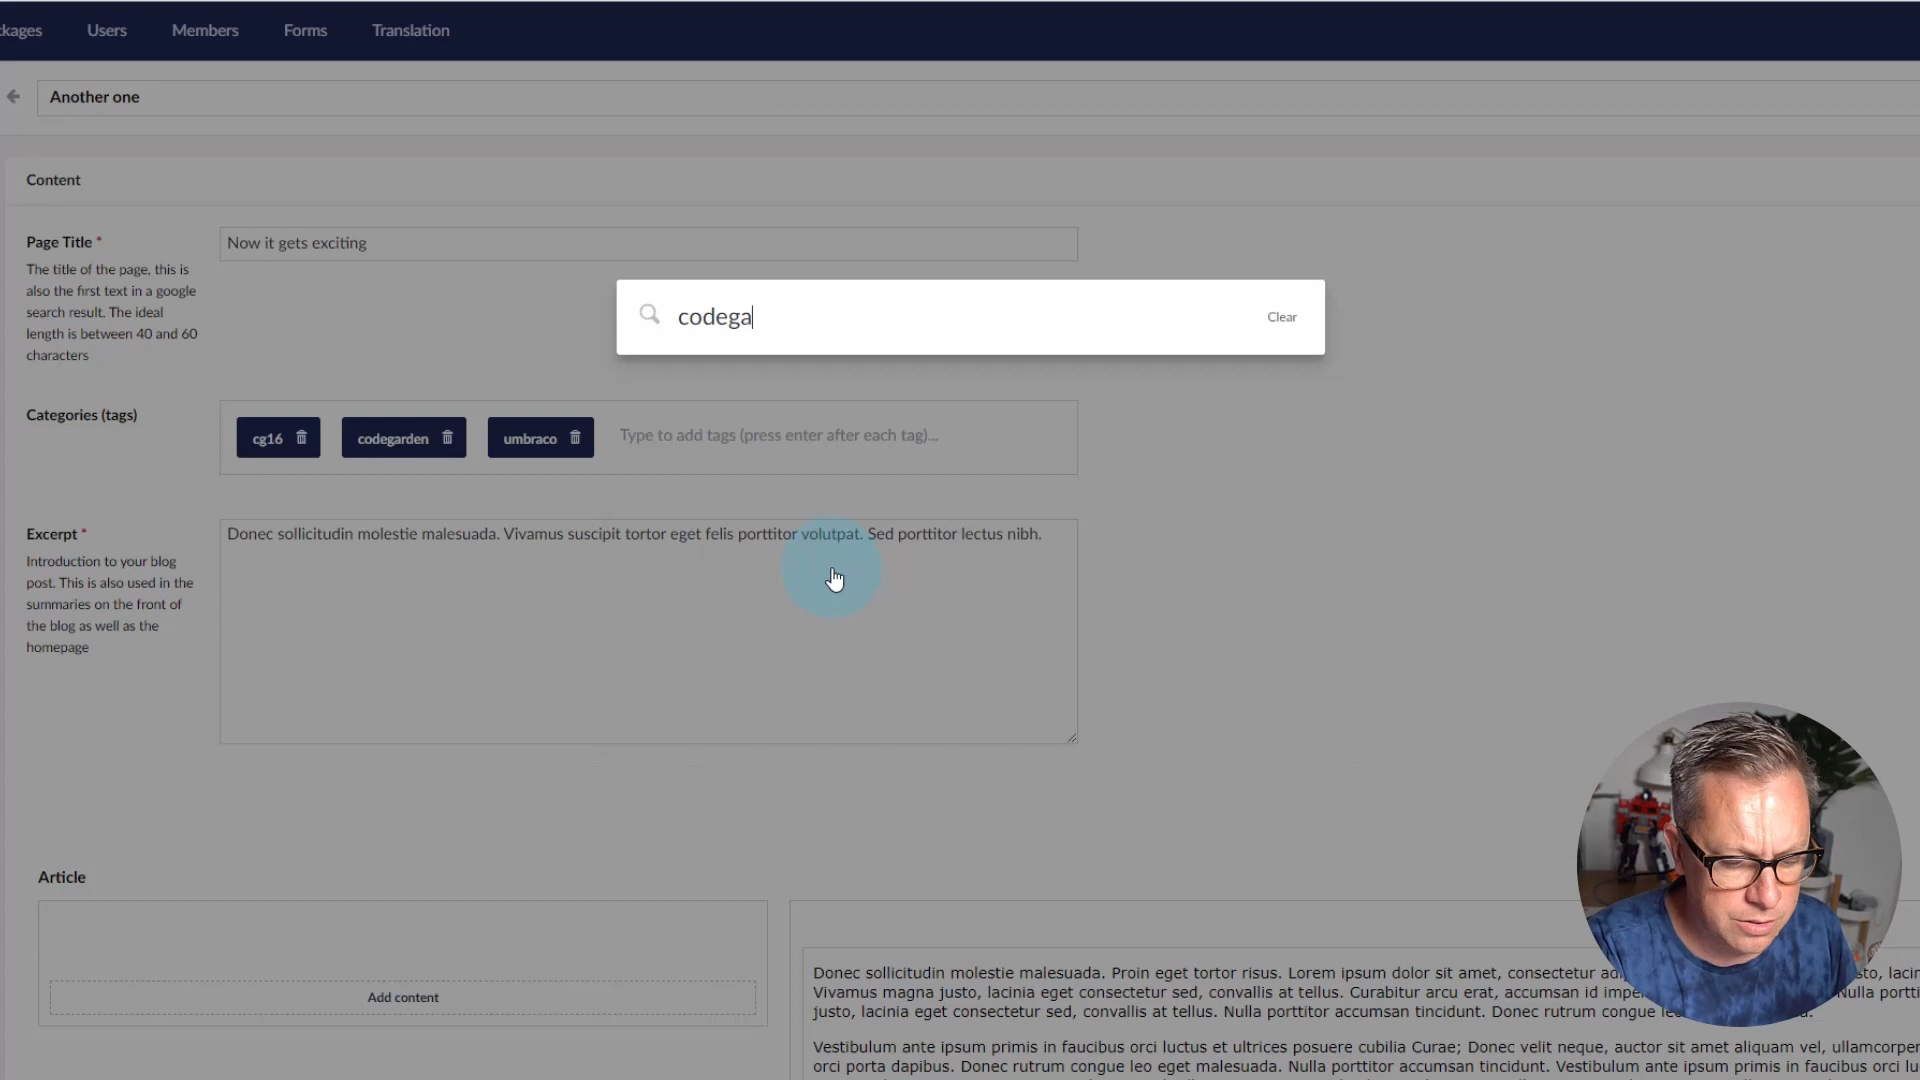 Users Members Forms Translation
Another one
Content
Page Title *
The title of the page, this is
also the first text in a google
search result. The ideal
length is between 40 and 60
characters
Now it gets exciting
codega
Clear
Categories (tags)
cg16
codegarden
umbraco
Type to add tags (press enter after each tag)...
Excerpt *
Introduction to your blog
post. This is also used in the
summaries on the front of
the blog as well as the
homepage
Donec sollicitudin molestie malesuada. Vivamus suscipit tortor eget felis porttitor volutpat. Sed porttitor lectus nibh.
Article
Add content
Donec sollicitudin molestie malesuada. Proin eget tortor risus. Lorem ipsum dolor sit amet, consectetur
Vivamus magna justo, lacinia eget consectetur sed, convallis at tellus. Curabitur arcu erat, accumsan id Nulla
justo, lacinia eget consectetur sed, convallis at tellus. Nulla porttitor accumsan tincidunt. Donec rutrum congue
Vestibulum ante ipsum primis in faucibus orci luctus et ultrices posuere cubilia Curae; Donec velit neque, auctor sit amet aliquam vel,
orci porta dapibus. Donec rutrum congue leo eget malesuada. Nulla porttitor accumsan tincidunt. Vestibulum ante ipsum primis in faucibus orci